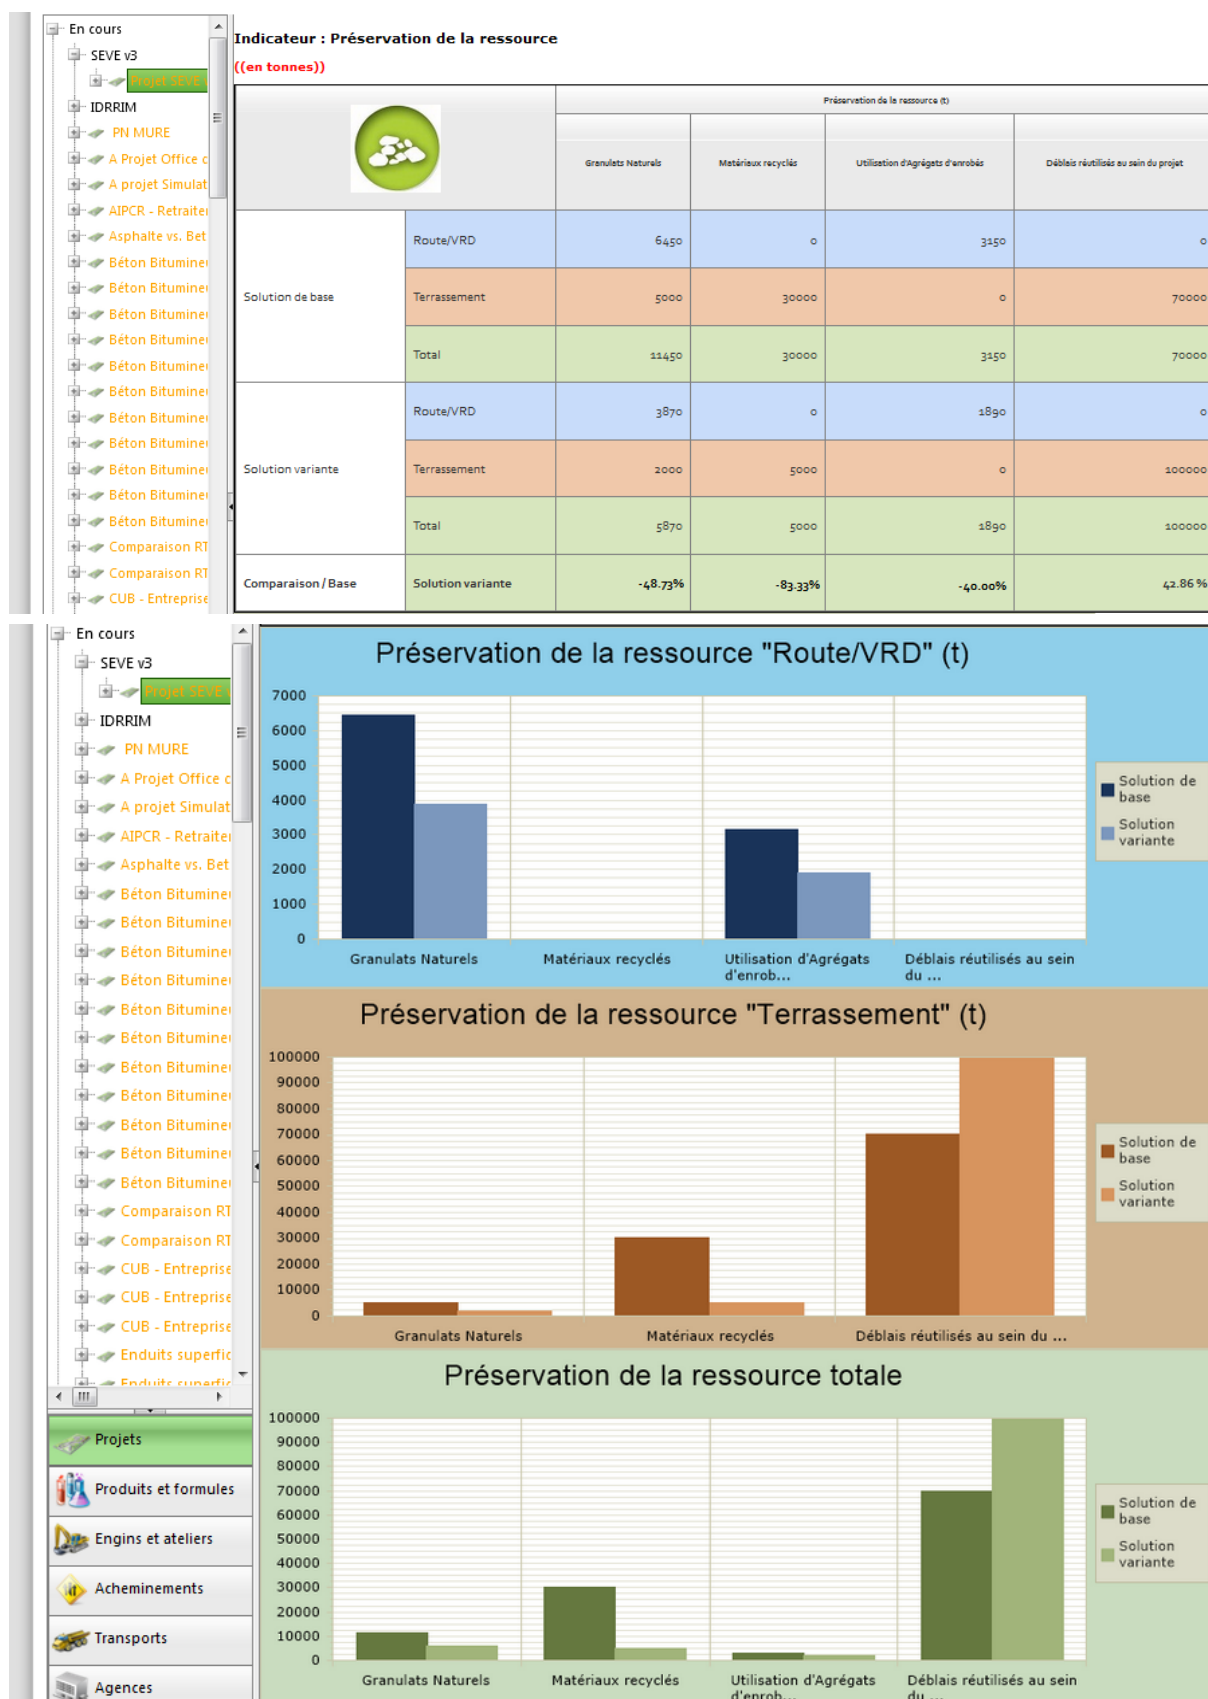 En cours
SEVE v3
Projet SEVE
IDRRIM
PN MURE
A Projet Office c
A projet Simulat
AIPCR - Retraiter
Asphalte vs. Bet
Béton Bitumine
Béton Bitumine
Béton Bitumine
Béton Bitumine
Béton Bitumine
Béton Bitumine
Béton Bitumine
Béton Bitumine
Béton Bitumine
Béton Bitumine
Béton Bitumine
Comparaison RT
Comparaison RT
CUB - Entreprise
Indicateur : Préservation de la ressource
((en tonnes))
Préservation de la ressource (t)
Granulats Naturels Matériaux recyclés Utilisation d'Agrégats d'enrobés Déblais réutilisés au sein du projet
Route/VRD 6450 0 3150 0
Solution de base Terrassement 5000 30000 0 70000
Total 11450 30000 3150 70000
Route/VRD 3870 0 1890 0
Solution variante Terrassement 2000 5000 0 100000
Total 5870 5000 1890 100000
Comparaison / Base Solution variante -48.73% -83.33% -40.00% 42.86 %
En cours
SEVE v3
Projet SEVE
IDRRIM
PN MURE
A Projet Office c
A projet Simulat
AIPCR - Retraiter
Asphalte vs. Bet
Béton Bitumine
Béton Bitumine
Béton Bitumine
Béton Bitumine
Béton Bitumine
Béton Bitumine
Béton Bitumine
Béton Bitumine
Béton Bitumine
Béton Bitumine
Béton Bitumine
Comparaison RT
Comparaison RT
CUB - Entreprise
CUB - Entreprise
CUB - Entreprise
Enduits superfic
Enduits superfic
Projets
Produits et formules
Engins et ateliers
Acheminements
Transports
Agences
Préservation de la ressource "Route/VRD" (t)
7000
6000
5000
4000
3000
2000
1000
0
Granulats Naturels Matériaux recyclés Utilisation d'Agrégats Déblais réutilisés au sein
d'enrob... du ...
Solution de
base
Solution
variante
Préservation de la ressource "Terrassement" (t)
100000
90000
80000
70000
60000
50000
40000
30000
20000
10000
0
Granulats Naturels Matériaux recyclés Déblais réutilisés au sein du ...
Solution de
base
Solution
variante
Préservation de la ressource totale
100000
90000
80000
70000
60000
50000
40000
30000
20000
10000
0
Granulats Naturels Matériaux recyclés Utilisation d'Agrégats Déblais réutilisés au sein
d'enrob... du ...
Solution de
base
Solution
variante